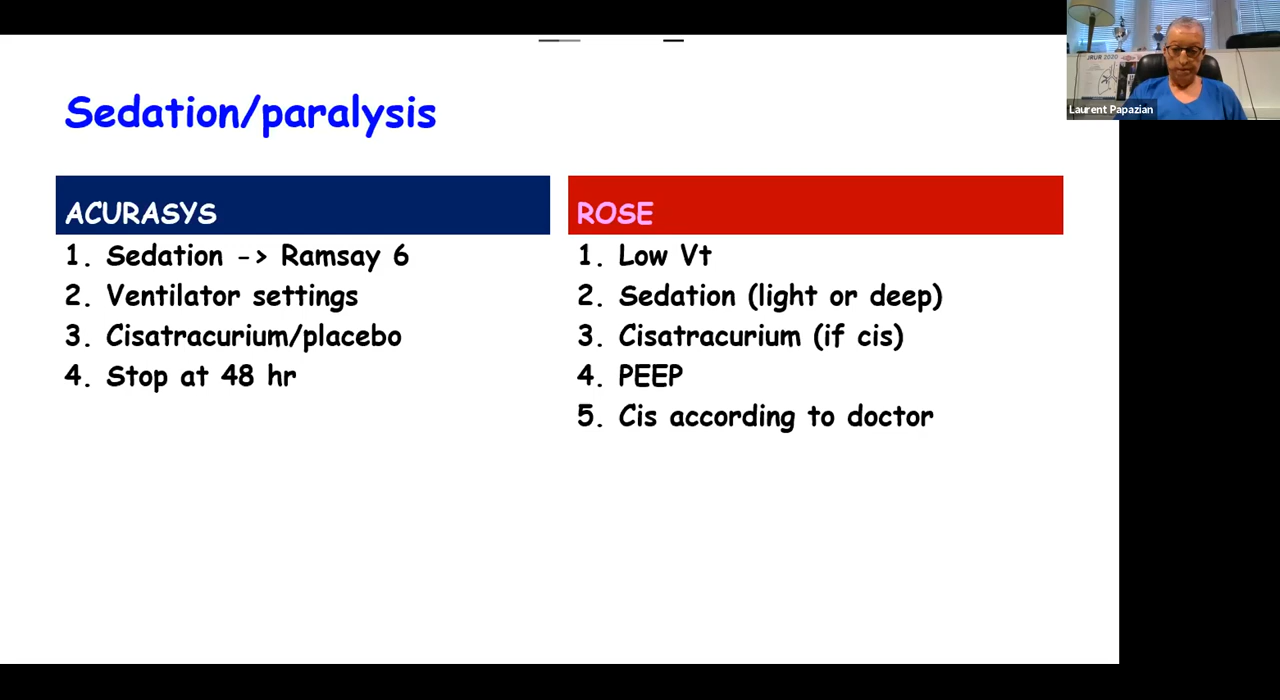 JRUR 2020
Laurent Papazian
Sedation/paralysis
ACURASYS
1. Sedation -> Ramsay 6
2. Ventilator settings
3. Cisatracurium/placebo
4. Stop at 48 hr
ROSE
1. Low Vt
2. Sedation (light or deep)
3. Cisatracurium (if cis)
4. PEEP
5. Cis according to doctor